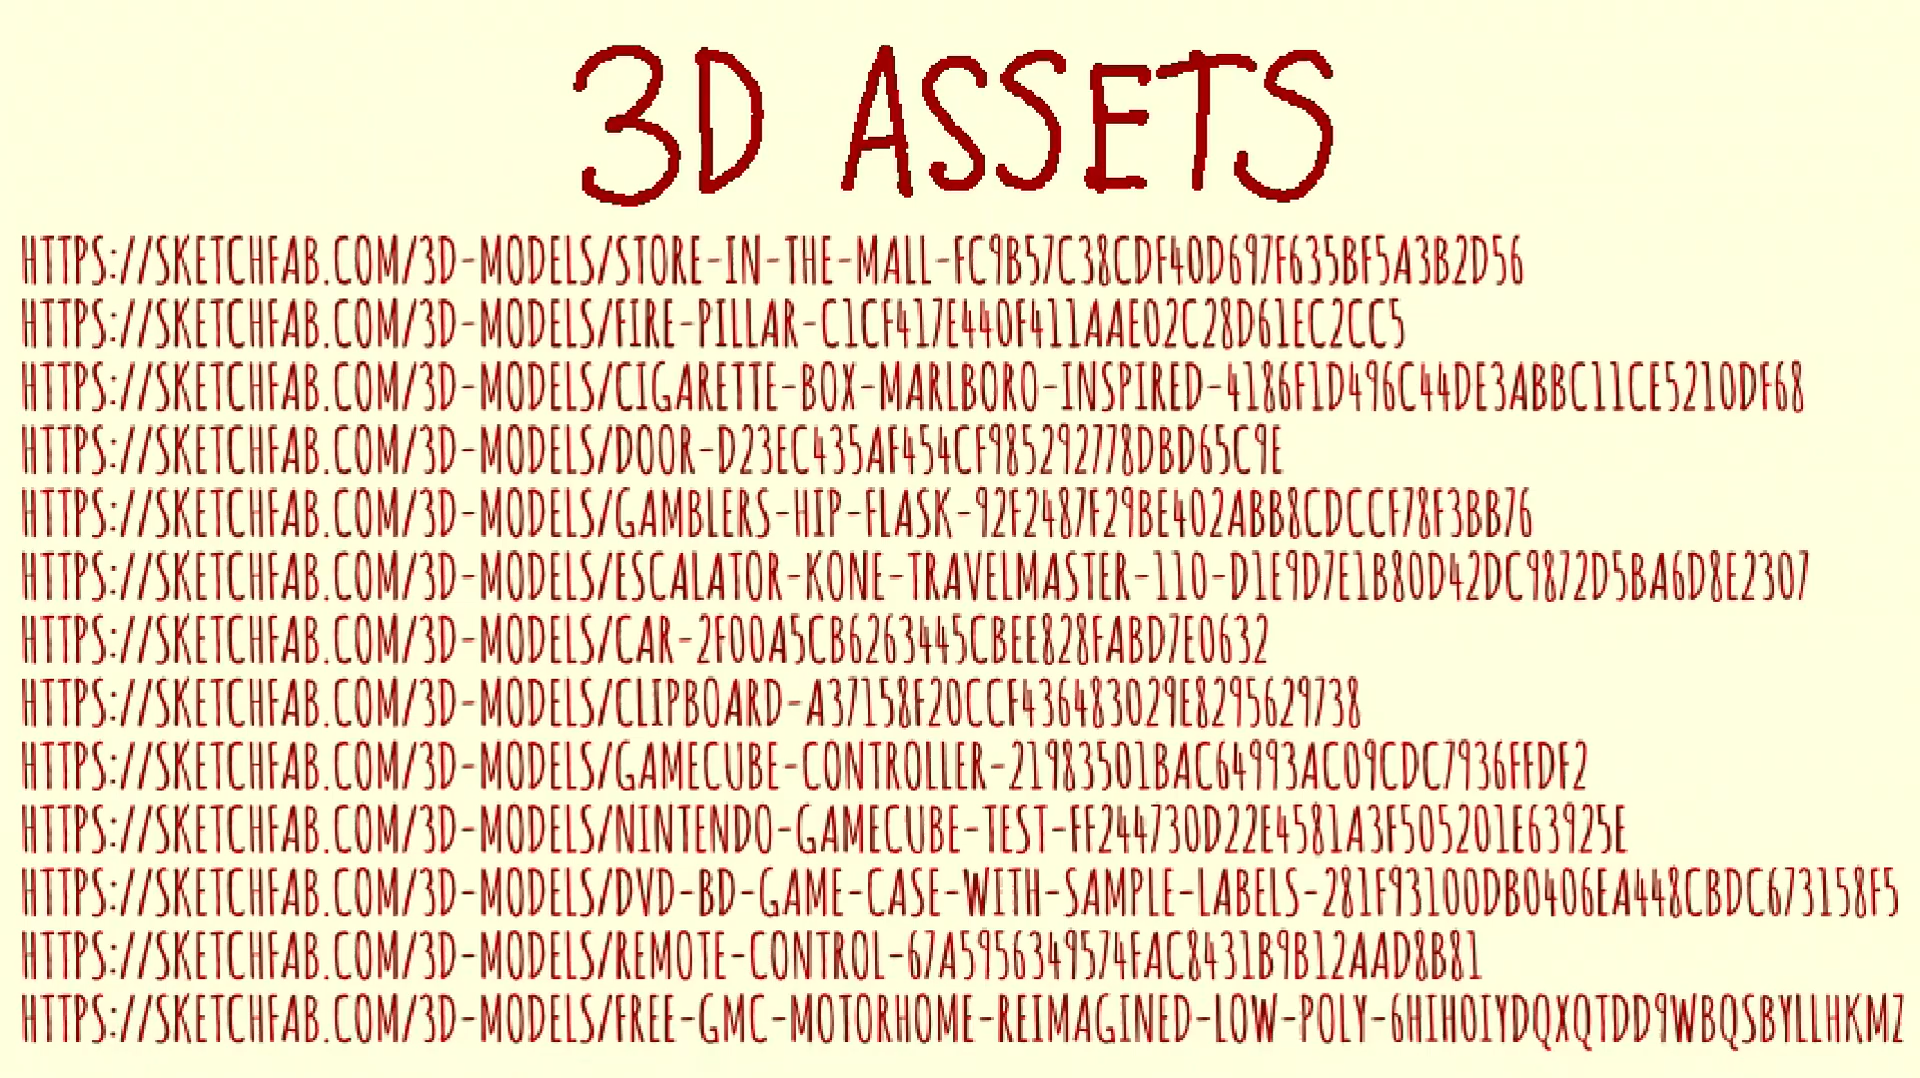 3D ASSETS
HTTPS://SKETCHFAB.COM/3D-MODELS/STORE-IN-THE-MALL-FC9B57C38CDF40D697F635BF5A3B2D56
HTTPS://SKETCHFAB.COM/3D-MODELS/FIRE-PILLAR-C1CF417E440F411AAE02C28D61EC2CC5
HTTPS://SKETCHFAB.COM/3D-MODELS/CIGARETTE-BOX-MARLBORO-INSPIRED-4186F1D496C44DE3ABBC11CE5210DF68
HTTPS://SKETCHFAB.COM/3D-MODELS/DOOR-D23EC435AF454CF985292778DBD65C9E
HTTPS://SKETCHFAB.COM/3D-MODELS/GAMBLERS-HIP-FLASK-92F2487F29BE402ABB8CDCCF78F3BB76
HTTPS://SKETCHFAB.COM/3D-MODELS/ESCALATOR-KONE-TRAVELMASTER-110-D1E9D7E1B80D42DC9872D5BA6D8E2307
HTTPS://SKETCHFAB.COM/3D-MODELS/CAR-2F00A5CB6263445CBEE828FABD7E0632
HTTPS://SKETCHFAB.COM/3D-MODELS/CLIPBOARD-A37158F20CCF436483029E8295629738
HTTPS://SKETCHFAB.COM/3D-MODELS/GAMECUBE-CONTROLLER-21983501BAC64993AC09CDC7936FFDF2
HTTPS://SKETCHFAB.COM/3D-MODELS/NINTENDO-GAMECUBE-TEST-FF244730D22E4581A3F505201E63925E
HTTPS://SKETCHFAB.COM/3D-MODELS/DVD-BD-GAME-CASE-WITH-SAMPLE-LABELS-281F93100DB0406EA448CBDC673158F5
HTTPS://SKETCHFAB.COM/3D-MODELS/REMOTE-CONTROL-67A5956349574FAC8431B9B12AAD8B81
HTTPS://SKETCHFAB.COM/3D-MODELS/FREE-GMC-MOTORHOME-REIMAGINED-LOW-POLY-6HIHOIYDQXQTDD9WBQSBYLLHKMZ